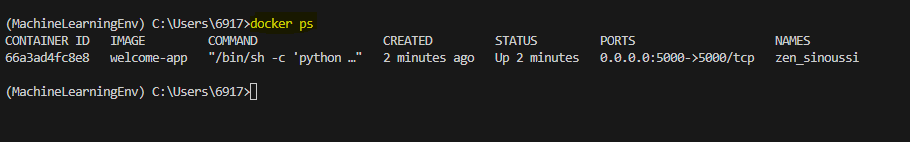 (MachineLearningEnv) C:\Users\6917>docker ps
CONTAINER ID   IMAGE         COMMAND                  CREATED         STATUS         PORTS                    NAMES
66a3ad4fc8e8   welcome-app   "/bin/sh -c 'python …"   2 minutes ago   Up 2 minutes   0.0.0.0:5000->5000/tcp   zen_sinoussi
(MachineLearningEnv) C:\Users\6917>